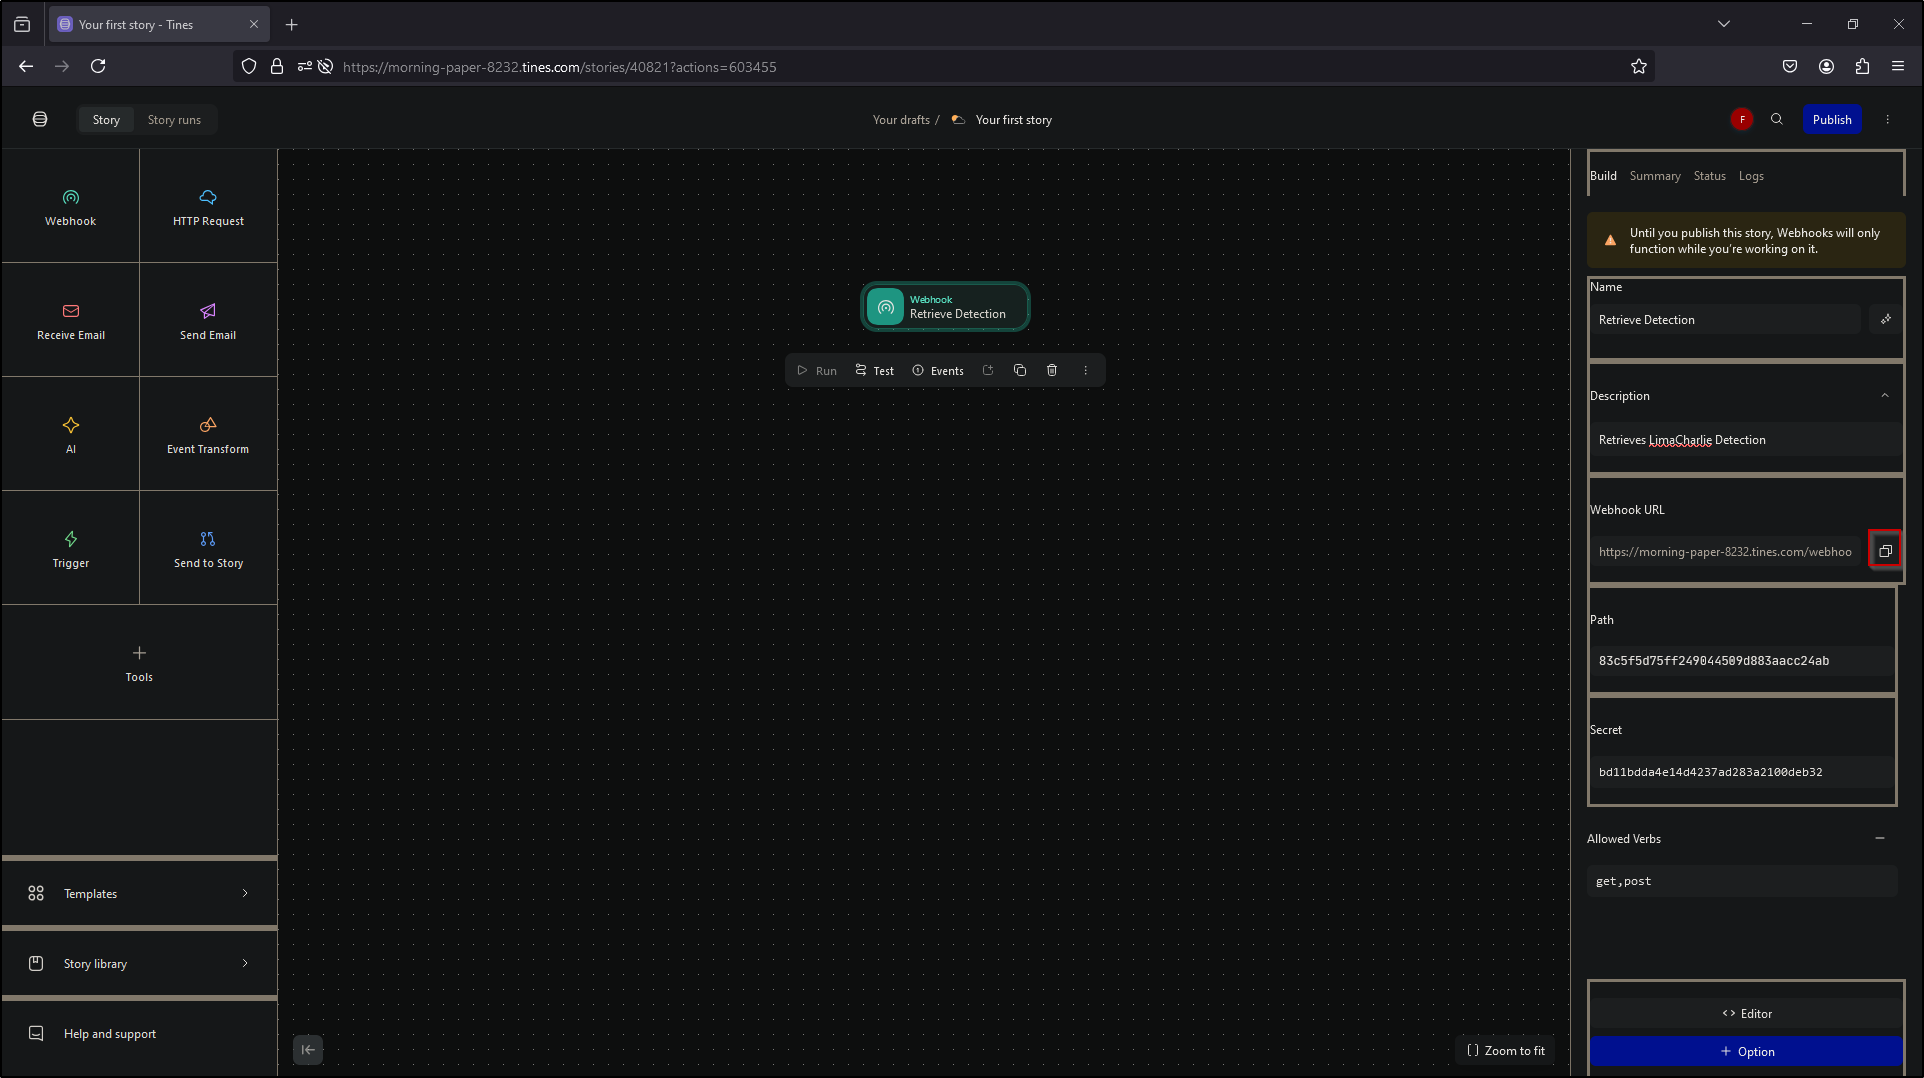 Your first story - Tines
https://morning-paper-8232.tines.com/stories/40821?actions=603455
Story
Story runs
Your drafts /
Your first story
F
Publish
Webhook
HTTP Request
Receive Email
Send Email
AI
Event Transform
Trigger
Send to Story
Tools
Templates
Story library
Help and support
Webhook
Retrieve Detection
Run
Test
Events
Zoom to fit
Build
Summary
Status
Logs
Until you publish this story, Webhooks will only
function while you're working on it.
Name
Retrieve Detection
Description
Retrieves LimaCharlie Detection
Webhook URL
https://morning-paper-8232.tines.com/webhoo
Path
83c5f5d75ff249044509d883aacc24ab
Secret
bd11bdda4e14d4237ad283a2100deb32
Allowed Verbs
get,post
<> Editor
+ Option